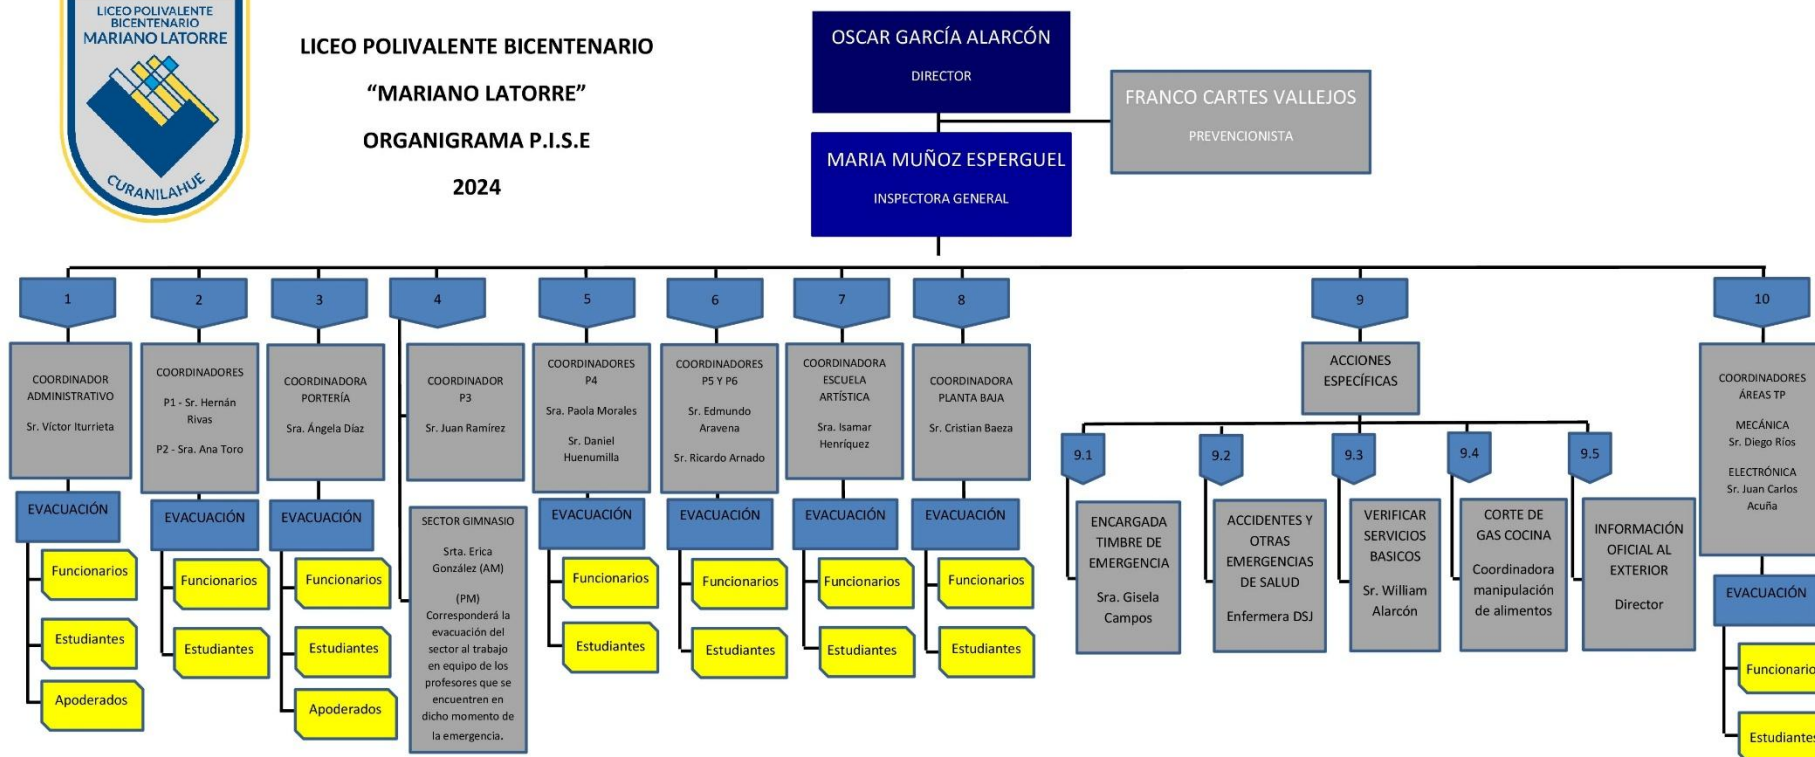 LICEO POLIVALENTE
BICENTENARIO
MARIANO LATORRE
CURANILAHUE
LICEO POLIVALENTE BICENTENARIO
“MARIANO LATORRE”
ORGANIGRAMA P.I.S.E
2024
OSCAR GARCÍA ALARCÓN
DIRECTOR
FRANCO CARTES VALLEJOS
PREVENCIONISTA
MARIA MUÑOZ ESPERGUEL
INSPECTORA GENERAL
1
COORDINADOR
ADMINISTRATIVO
Sr. Víctor Iturrieta
EVACUACIÓN
Funcionarios
Estudiantes
Apoderados
2
COORDINADORES
P1 - Sr. Hernán
Rivas
P2 - Sra. Ana Toro
EVACUACIÓN
Funcionarios
Estudiantes
3
COORDINADORA
PORTERÍA
Sra. Ángela Díaz
EVACUACIÓN
Funcionarios
Estudiantes
Apoderados
4
COORDINADOR
P3
Sr. Juan Ramírez
SECTOR GIMNASIO
Srta. Erica
González (AM)
(PM)
Corresponderá la
evacuación del
sector al trabajo
en equipo de los
profesores que se
encuentren en
dicho momento de
la emergencia.
5
COORDINADORES
P4
Sra. Paola Morales
Sr. Daniel
Huenumilla
EVACUACIÓN
Funcionarios
Estudiantes
6
COORDINADORES
P5 Y P6
Sr. Edmundo
Aravena
Sr. Ricardo Arnado
EVACUACIÓN
Funcionarios
Estudiantes
7
COORDINADORA
ESCUELA
ARTÍSTICA
Sra. Isamar
Henríquez
EVACUACIÓN
Funcionarios
Estudiantes
8
COORDINADORA
PLANTA BAJA
Sr. Cristian Baeza
EVACUACIÓN
Funcionarios
Estudiantes
9
ACCIONES
ESPECÍFICAS
9.1
ENCARGADA
TIMBRE DE
EMERGENCIA
Sra. Gisela
Campos
9.2
ACCIDENTES Y
OTRAS
EMERGENCIAS
DE SALUD
Enfermera DSJ
9.3
VERIFICAR
SERVICIOS
BASICOS
Sr. William
Alarcón
9.4
CORTE DE
GAS COCINA
Coordinadora
manipulación
de alimentos
9.5
INFORMACIÓN
OFICIAL AL
EXTERIOR
Director
10
COORDINADORES
ÁREAS TP
MECÁNICA
Sr. Diego Ríos
ELECTRÓNICA
Sr. Juan Carlos
Acuña
EVACUACIÓN
Funcionario
Estudiantes